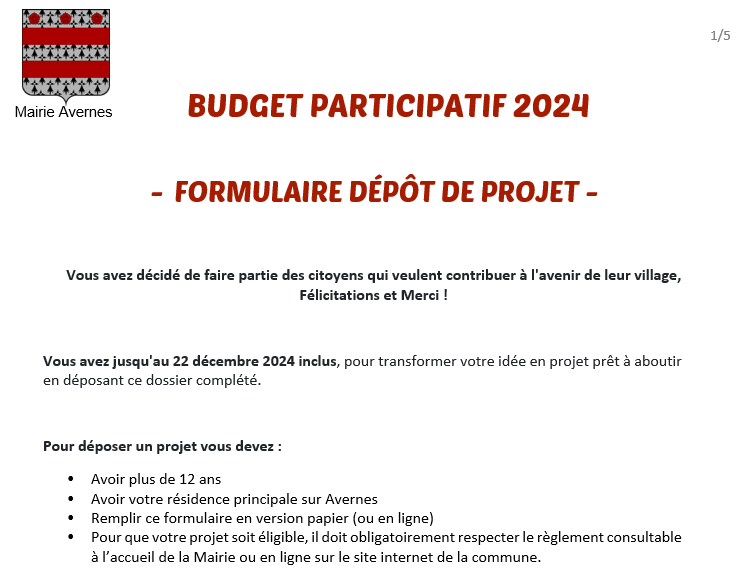 1/5
Mairie Avernes
BUDGET PARTICIPATIF 2024
- FORMULAIRE DÉPÔT DE PROJET -
Vous avez décidé de faire partie des citoyens qui veulent contribuer à l'avenir de leur village,
Félicitations et Merci !
Vous avez jusqu'au 22 décembre 2024 inclus, pour transformer votre idée en projet prêt à aboutir
en déposant ce dossier complété.
Pour déposer un projet vous devez :
• Avoir plus de 12 ans
• Avoir votre résidence principale sur Avernes
• Remplir ce formulaire en version papier (ou en ligne)
• Pour que votre projet soit éligible, il doit obligatoirement respecter le règlement consultable
à l’accueil de la Mairie ou en ligne sur le site internet de la commune.